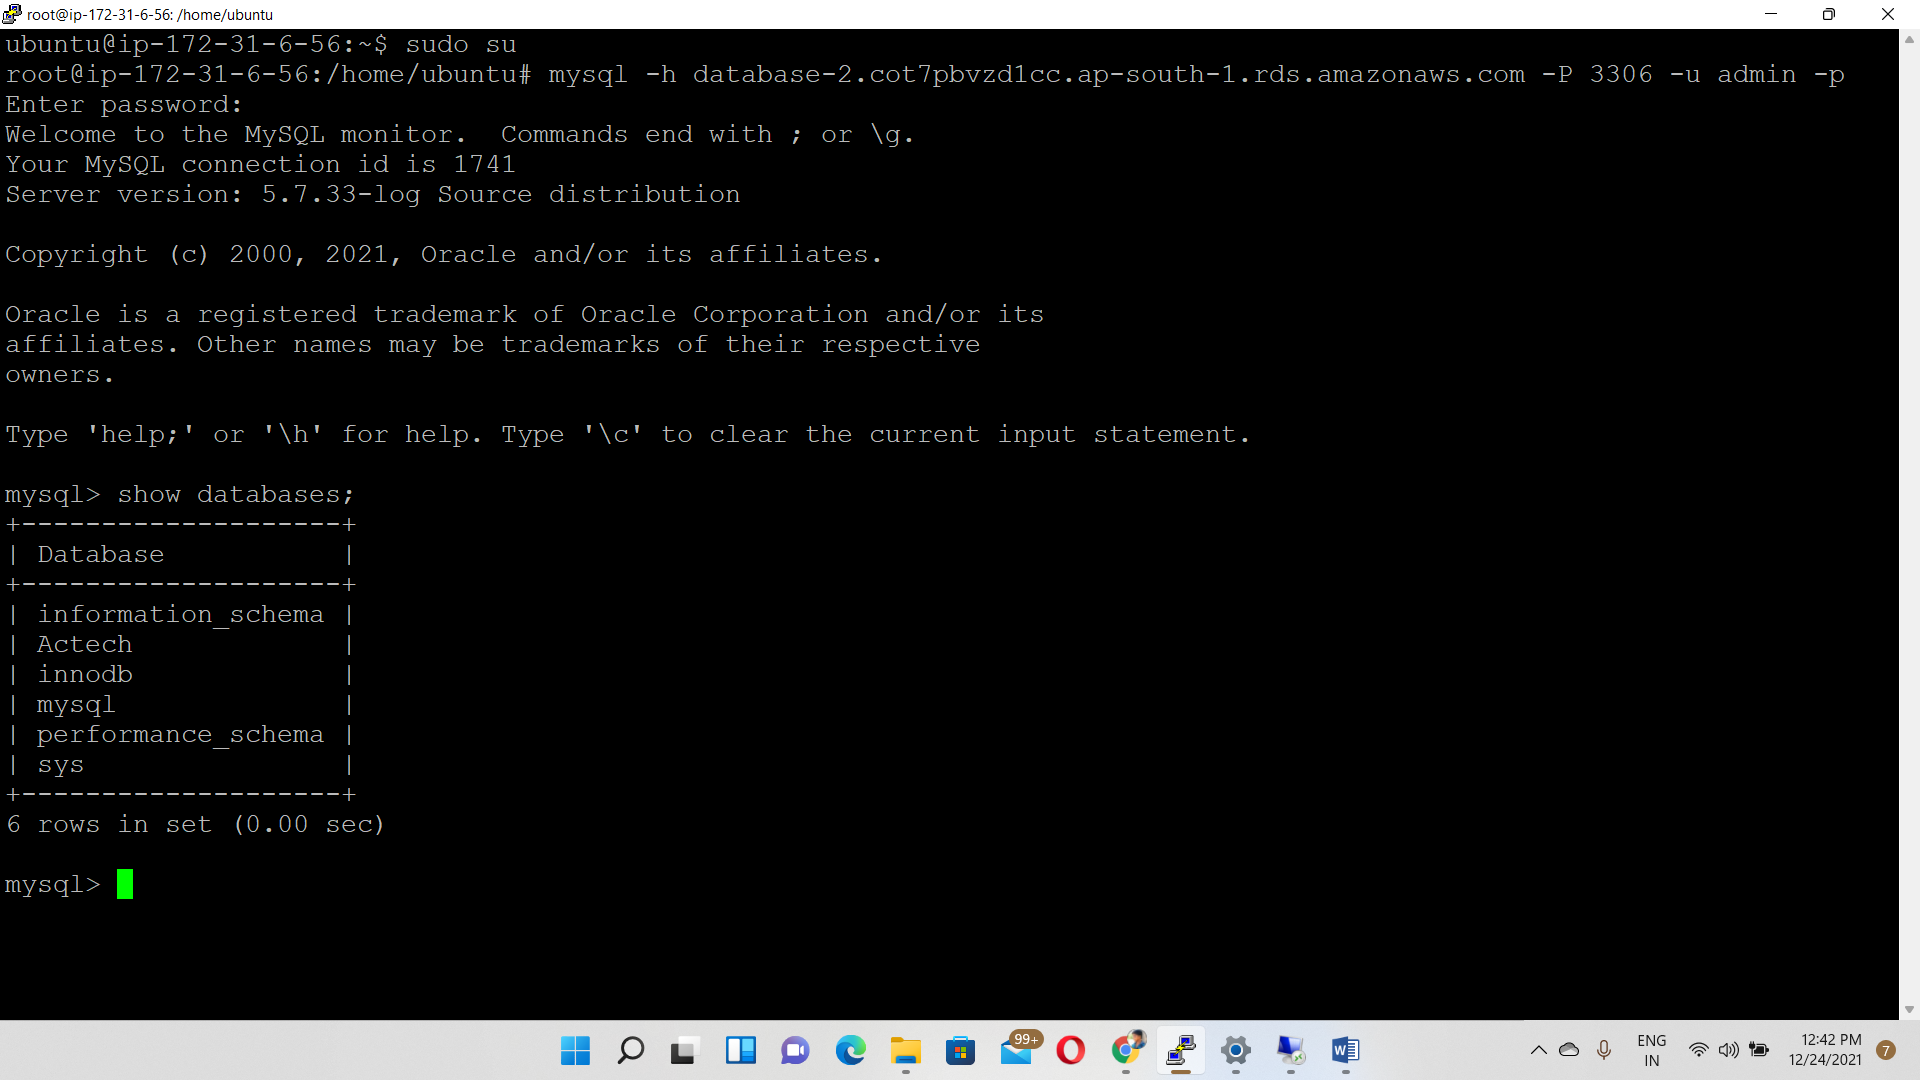 root@ip-172-31-6-56: /home/ubuntu
ubuntu@ip-172-31-6-56:~$ sudo su
root@ip-172-31-6-56:/home/ubuntu# mysql -h database-2.cot7pbvzd1cc.ap-south-1.rds.amazonaws.com -P 3306 -u admin -p
Enter password:
Welcome to the MySQL monitor.  Commands end with ; or \g.
Your MySQL connection id is 1741
Server version: 5.7.33-log Source distribution
Copyright (c) 2000, 2021, Oracle and/or its affiliates.
Oracle is a registered trademark of Oracle Corporation and/or its
affiliates. Other names may be trademarks of their respective
owners.
Type 'help;' or '\h' for help. Type '\c' to clear the current input statement.
mysql> show databases;
+--------------------+
| Database           |
+--------------------+
| information_schema |
| Actech             |
| innodb             |
| mysql              |
| performance_schema |
| sys                |
+--------------------+
6 rows in set (0.00 sec)
mysql>
99+
ENG
IN
12:42 PM
12/24/2021
7